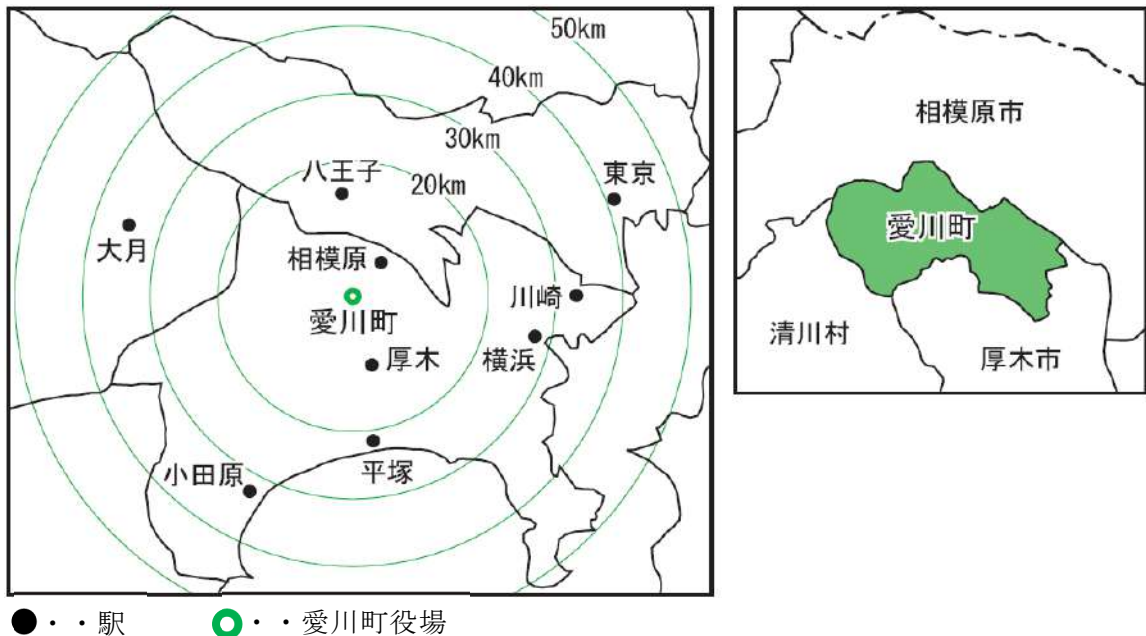 50km
40km
30km
20km
八王子
東京
大月
相模原
愛川町
川崎
厚木
横浜
小田原
平塚
相模原市
愛川町
清川村
厚木市
●・・駅
・・愛川町役場